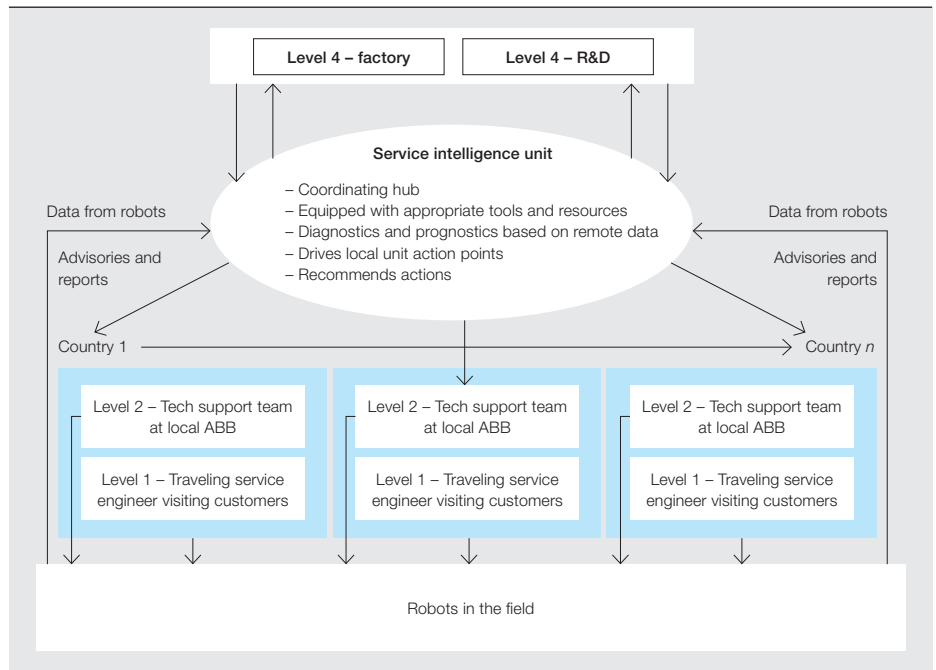 Level 4 – factory
Level 4 – R&D
Service intelligence unit
– Coordinating hub
– Equipped with appropriate tools and resources
– Diagnostics and prognostics based on remote data
– Drives local unit action points
– Recommends actions
Data from robots
Advisories and
reports
Data from robots
Advisories and
reports
Country 1
Country n
Level 2 – Tech support team
at local ABB
Level 1 – Traveling service
engineer visiting customers
Level 2 – Tech support team
at local ABB
Level 1 – Traveling service
engineer visiting customers
Level 2 – Tech support team
at local ABB
Level 1 – Traveling service
engineer visiting customers
Robots in the field